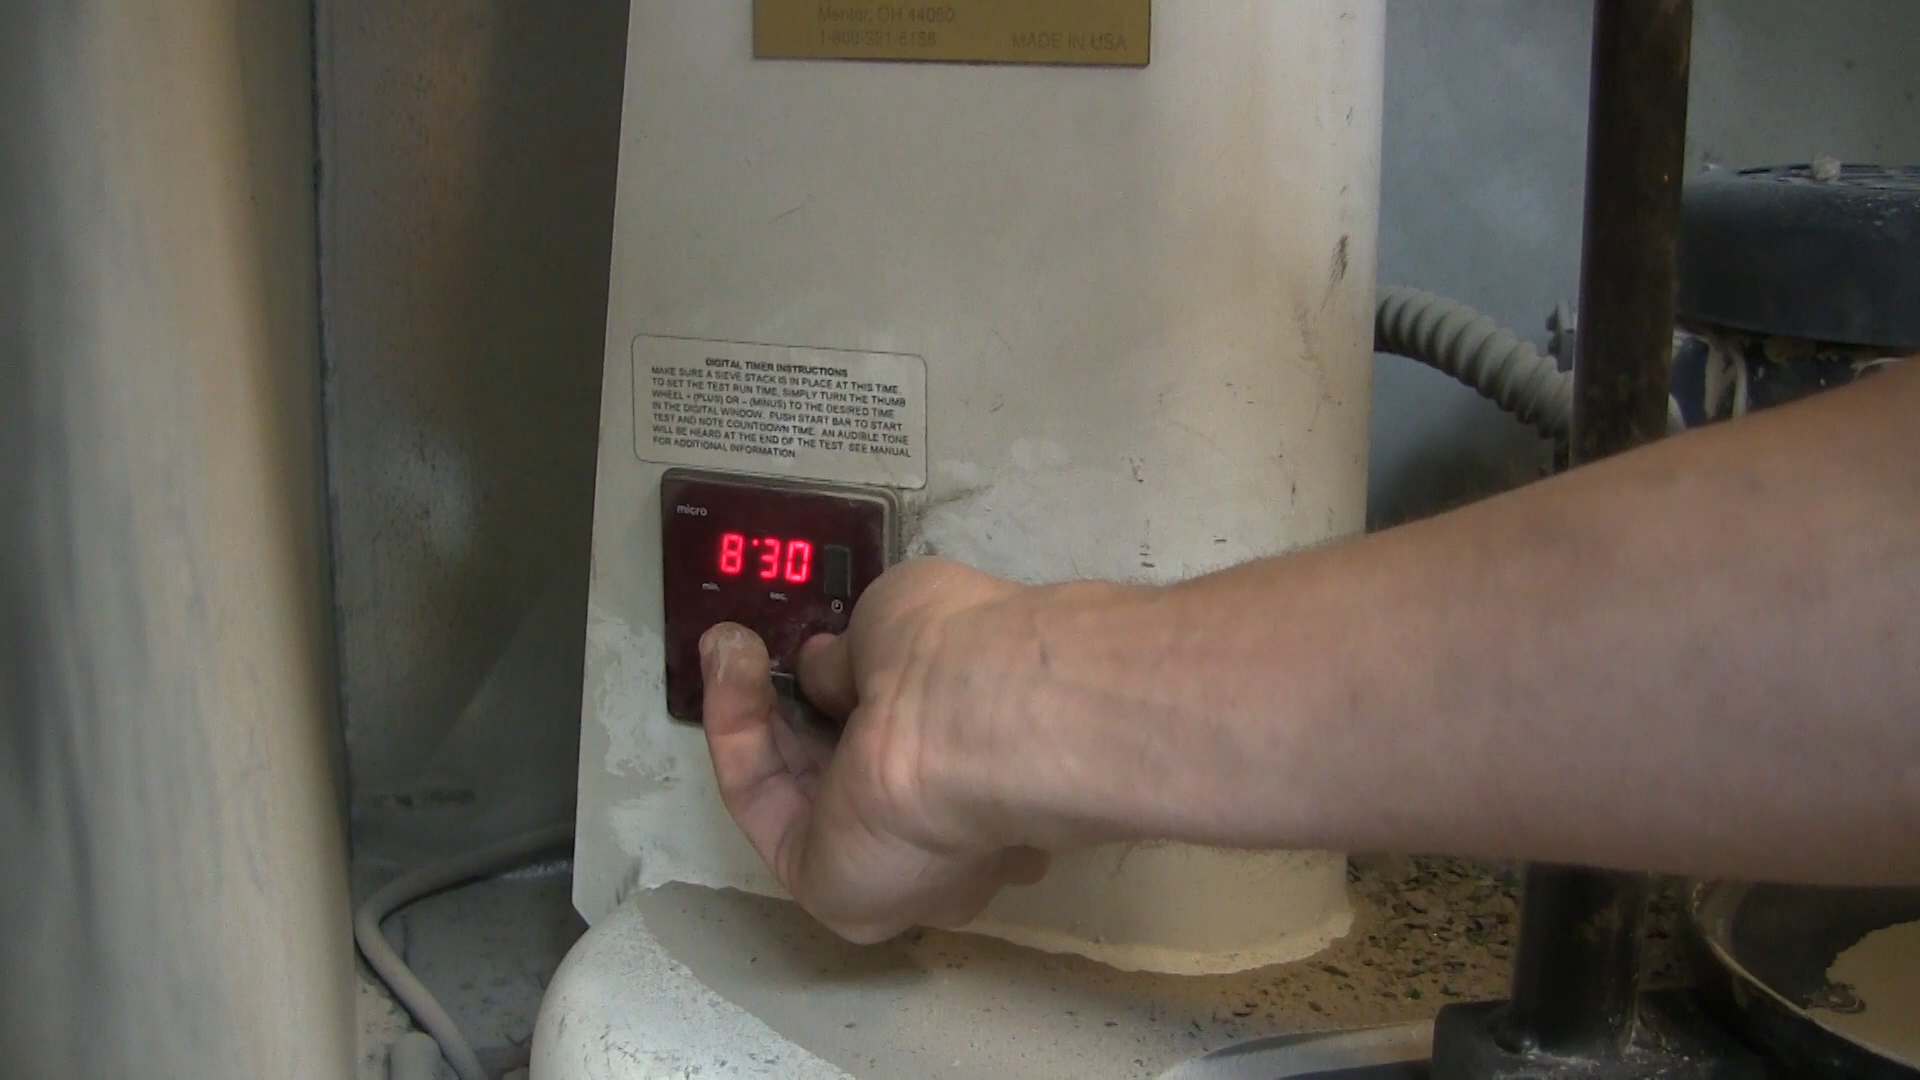 Mentor, OH 44060
MADE IN USA
DIGITAL TIMER INSTRUCTIONS
MAKE SURE A SIEVE STACK IS IN PLACE AT THIS TIME.
TO SET THE TEST RUN TIME, SIMPLY TURN THE THUMB
WHEEL + (PLUS) OR - (MINUS) TO THE DESIRED TIME
IN THE DIGITAL WINDOW. PUSH START BAR TO START
TEST AND NOTE COUNTDOWN TIME. AN AUDIBLE TONE
WILL BE HEARD AT THE END OF THE TEST. SEE MANUAL
FOR ADDITIONAL INFORMATION.
micro
8:30
min. sec.